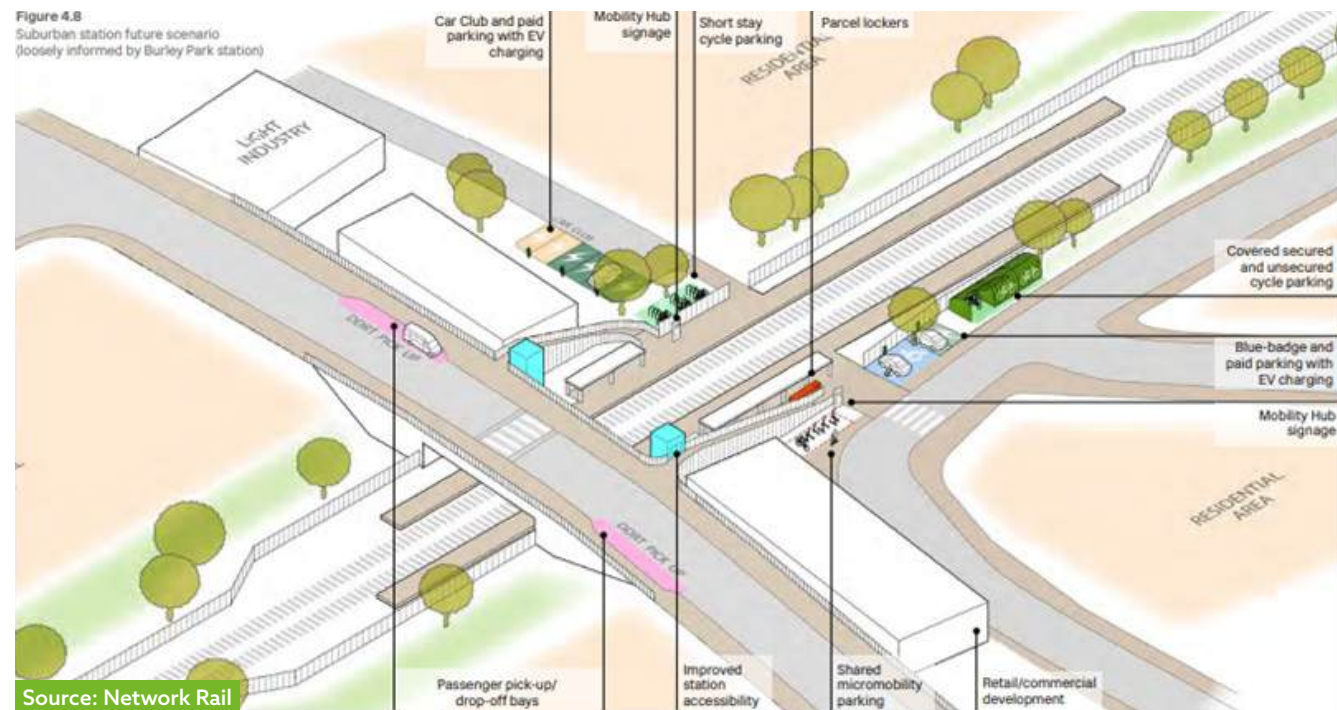 Figure 4.8
Suburban station future scenario
(loosely informed by Burley Park station)
Car Club and paid
parking with EV
charging
Mobility Hub
signage
Short stay
cycle parking
Parcel lockers
RESIDENTIAL
AREA
LIGHT
INDUSTRY
CAR CLUB
Covered secured
and unsecured
cycle parking
DDRT PICK UP
Blue-badge and
paid parking with
EV charging
Mobility Hub
signage
RESIDENTIAL
AREA
DDRT PICK UP
Passenger pick-up/
drop-off bays
Improved
station
accessibility
Shared
micromobility
parking
Retail/commercial
development
Source: Network Rail